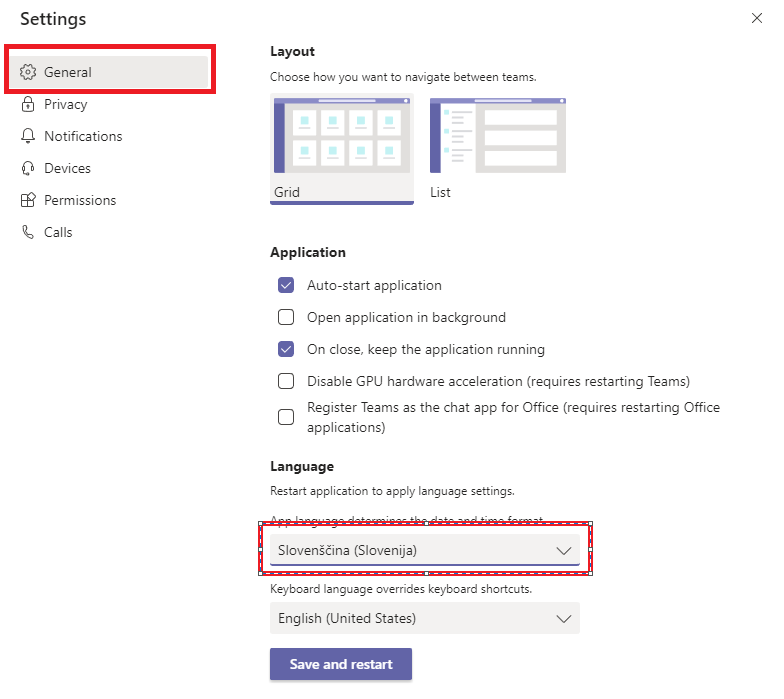 Settings
General
Privacy
Notifications
Devices
Permissions
Calls
Layout
Choose how you want to navigate between teams.
Grid
List
Application
Auto-start application
Open application in background
On close, keep the application running
Disable GPU hardware acceleration (requires restarting Teams)
Register Teams as the chat app for Office (requires restarting Office
applications)
Language
Restart application to apply language settings.
App language determines the date and time format.
Slovenščina (Slovenija)
Keyboard language overrides keyboard shortcuts.
English (United States)
Save and restart